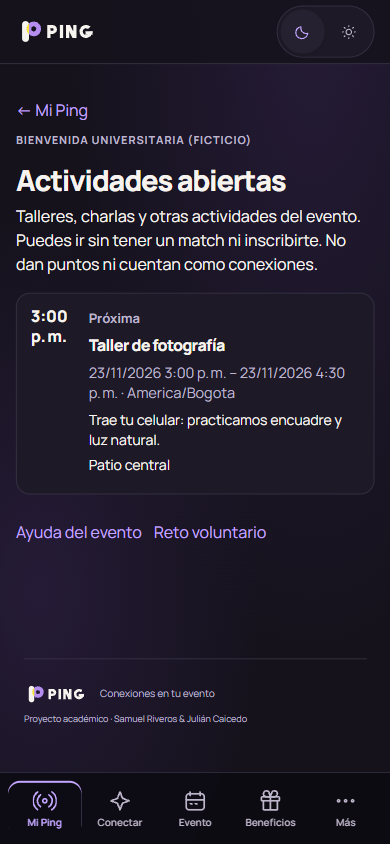 PING
← Mi Ping
BIENVENIDA UNIVERSITARIA (FICTICIO)
Actividades abiertas
Talleres, charlas y otras actividades del evento.
Puedes ir sin tener un match ni inscribirte. No
dan puntos ni cuentan como conexiones.
3:00
p. m.
Próxima
Taller de fotografía
23/11/2026 3:00 p. m. – 23/11/2026 4:30
p. m. · America/Bogota
Trae tu celular: practicamos encuadre y
luz natural.
Patio central
Ayuda del evento Reto voluntario
PING Conexiones en tu evento
Proyecto académico · Samuel Riveros & Julián Caicedo
Mi Ping Conectar Evento Beneficios Más